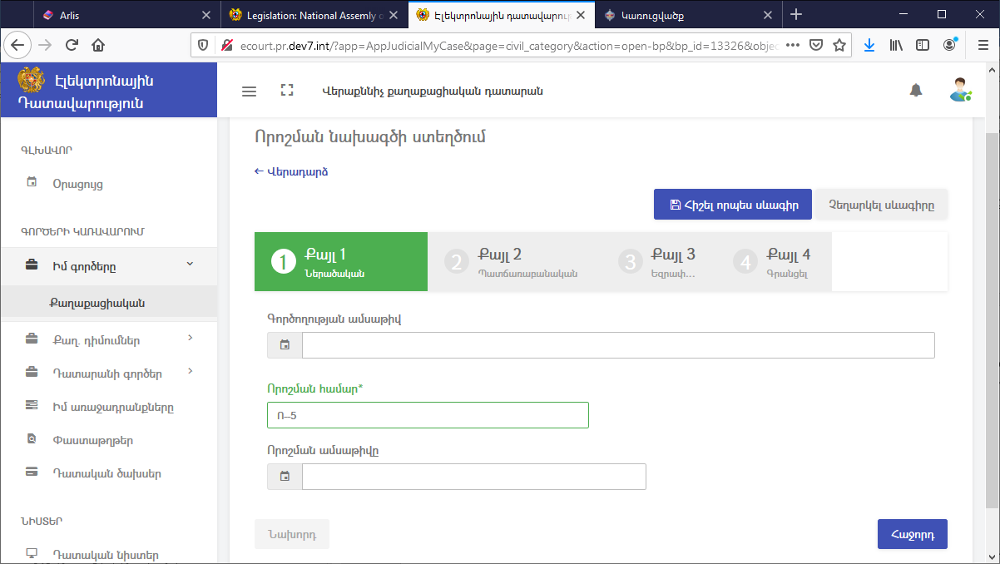 Arlis
Legislation: National Assemly o
Էլեկտրոնային դատավարու
Կառուցվածք
ecourt.pr.dev7.int/?app=AppJudicialMyCase&page=civil_category&action=open-bp&bp_id=13326&objec
Էլեկտրոնային
Դատավարություն
Վերաքննիչ քաղաքացիական դատարան
ԳԼԽԱՎՈՐ
Օրացույց
ԳՈՐԾԵՐԻ ԿԱՌԱՎԱՐՈՒՄ
Իմ գործերը
Քաղաքացիական
Քաղ. դիմումներ
Դատարանի գործեր
Իմ առաջադրանքները
Փաստաթղթեր
Դատական ծախսեր
ՆԻՍՏԵՐ
Դատական նիստեր
Որոշման նախագծի ստեղծում
← Վերադարձ
Հիշել որպես սևագիր
Չեղարկել սևագիրը
1 Քայլ 1
Ներածական
2 Քայլ 2
Պատճառաբանական
3 Քայլ 3
Եզրափ...
4 Քայլ 4
Գրանցել
Գործողության ամսաթիվ
Որոշման համար*
Ո--5
Որոշման ամսաթիվը
Նախորդ
Հաջորդ